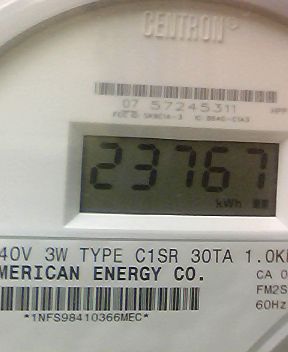 CENTRON®
07 57245311
23767
kWh
40V 3W TYPE C1SR 30TA 1.0K
MERICAN ENERGY CO.
CA 0
FM2S
60Hz
*1NFS98410366MEC*